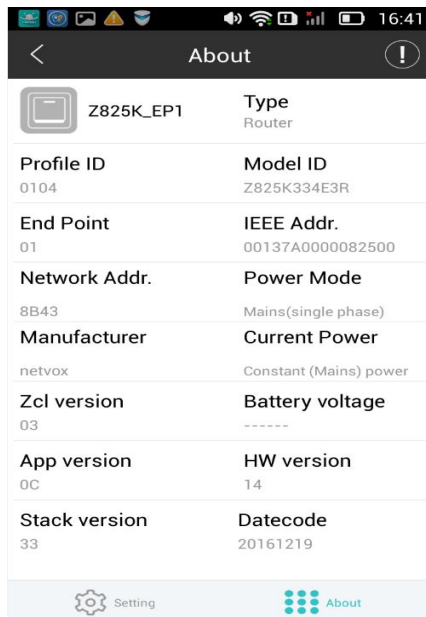 16:41
About
Z825K_EP1
Type
Router
Profile ID
Model ID
0104
Z825K334E3R
End Point
IEEE Addr.
01
00137A0000082500
Network Addr.
Power Mode
8B43
Mains(single phase)
Manufacturer
Current Power
netvox
Constant (Mains) power
Zcl version
Battery voltage
03
------
App version
HW version
0C
14
Stack version
Datecode
33
20161219
Setting
About